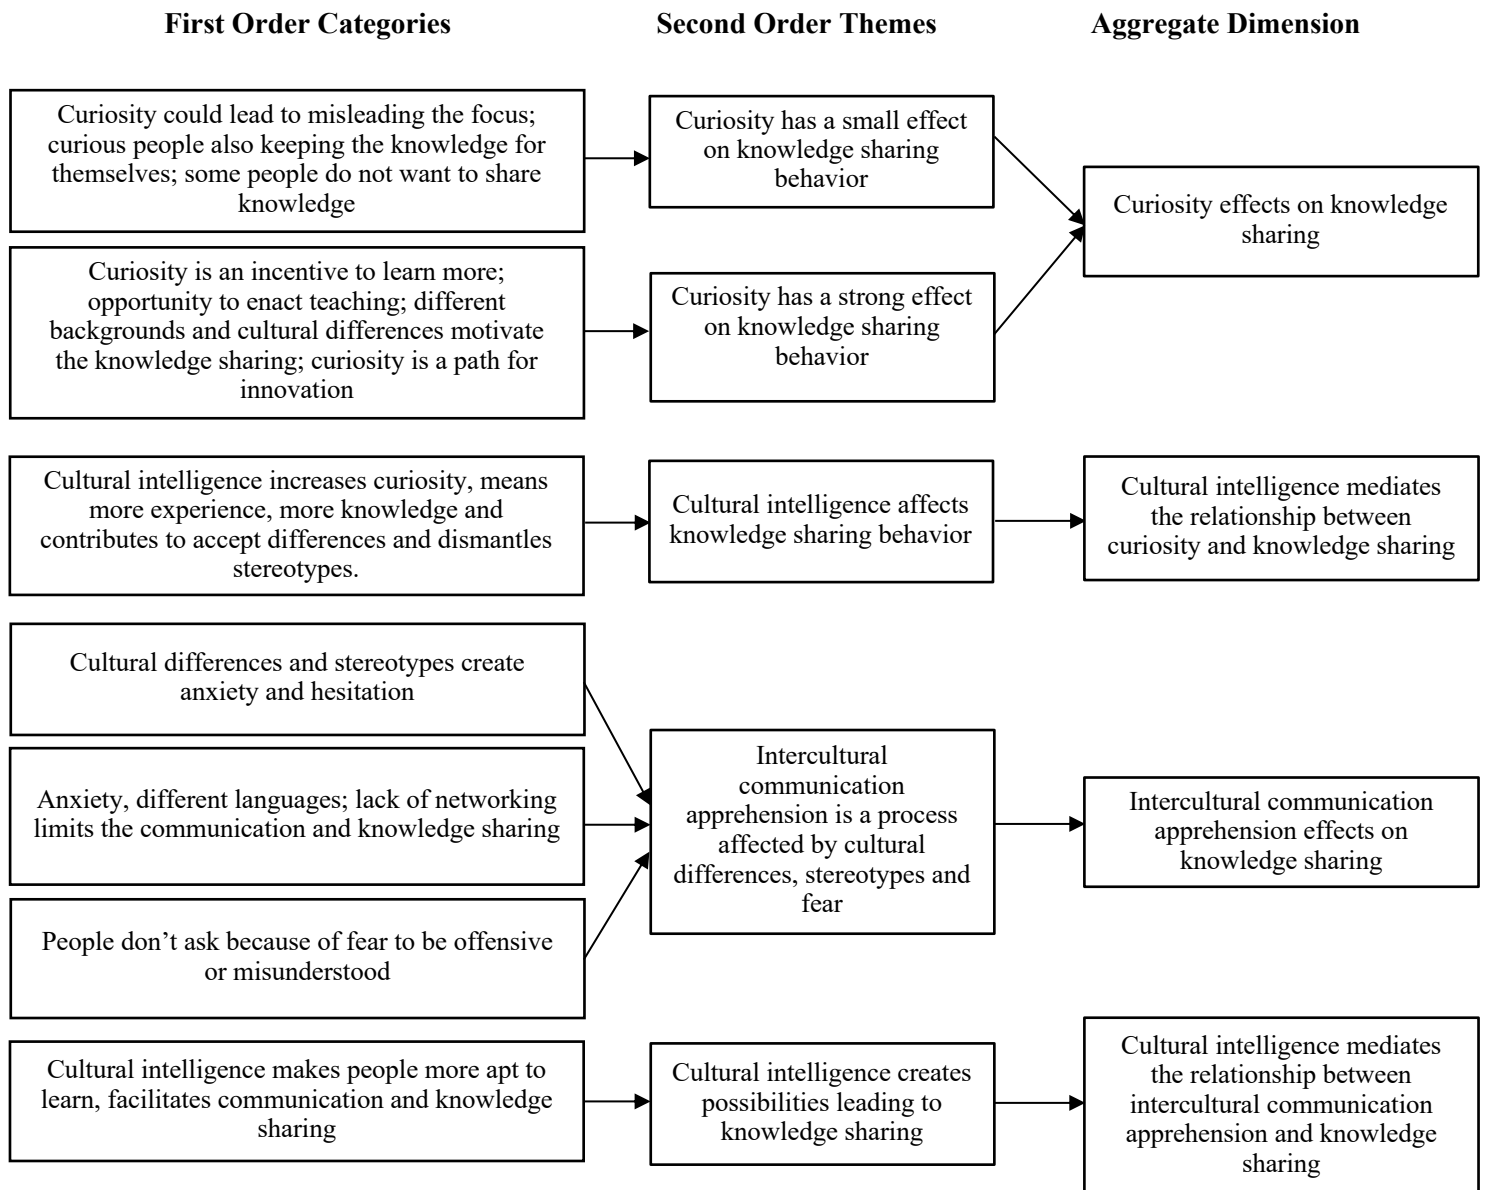 First Order Categories
Second Order Themes
Aggregate Dimension
Curiosity could lead to misleading the focus;
curious people also keeping the knowledge for
themselves; some people do not want to share
knowledge
Curiosity has a small effect
on knowledge sharing
behavior
Curiosity effects on knowledge
sharing
Curiosity is an incentive to learn more;
opportunity to enact teaching; different
backgrounds and cultural differences motivate
the knowledge sharing; curiosity is a path for
innovation
Curiosity has a strong effect
on knowledge sharing
behavior
Cultural intelligence increases curiosity, means
more experience, more knowledge and
contributes to accept differences and dismantles
stereotypes.
Cultural intelligence affects
knowledge sharing behavior
Cultural intelligence mediates
the relationship between
curiosity and knowledge sharing
Cultural differences and stereotypes create
anxiety and hesitation
Anxiety, different languages; lack of networking
limits the communication and knowledge sharing
People don’t ask because of fear to be offensive
or misunderstood
Intercultural
communication
apprehension is a process
affected by cultural
differences, stereotypes and
fear
Intercultural communication
apprehension effects on
knowledge sharing
Cultural intelligence makes people more apt to
learn, facilitates communication and knowledge
sharing
Cultural intelligence creates
possibilities leading to
knowledge sharing
Cultural intelligence mediates
the relationship between
intercultural communication
apprehension and knowledge
sharing